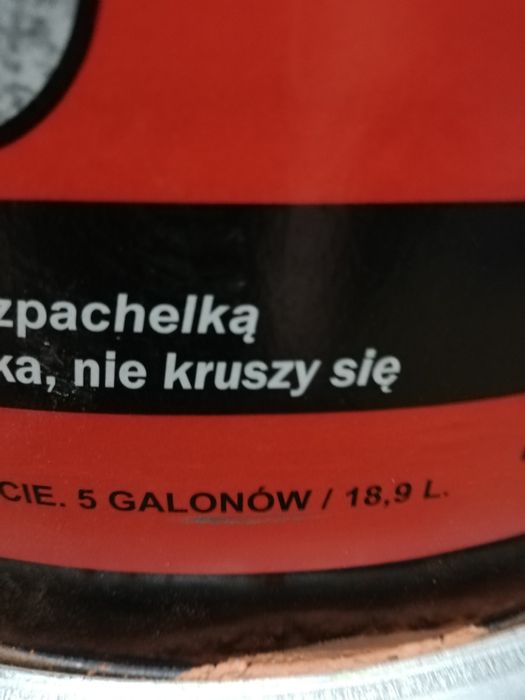 zpachelką
ka, nie kruszy się
CIE. 5 GALONÓW / 18,9 L.